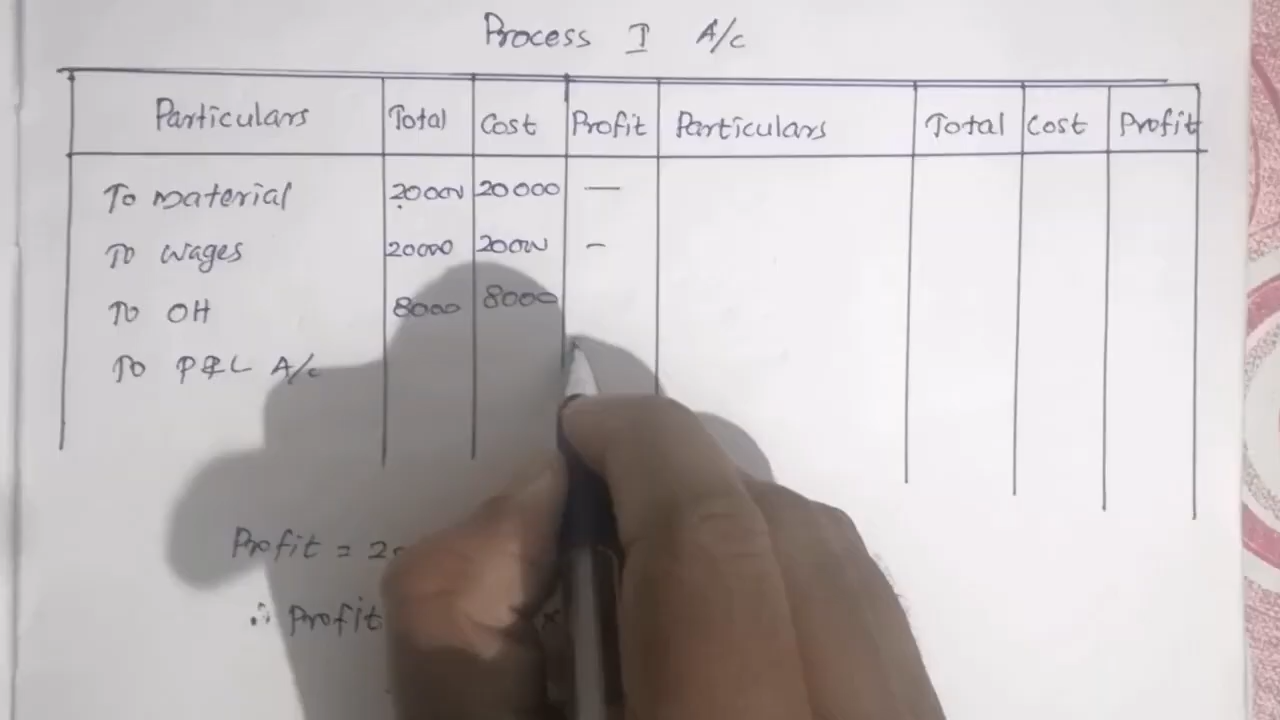 Process I A/c
Particulars Total Cost Profit Particulars Total Cost Profit
To material 20000 20000 —
To wages 20000 20000 –
To OH 8000 8000
To P&L A/c
Profit =
∴ Profit ×